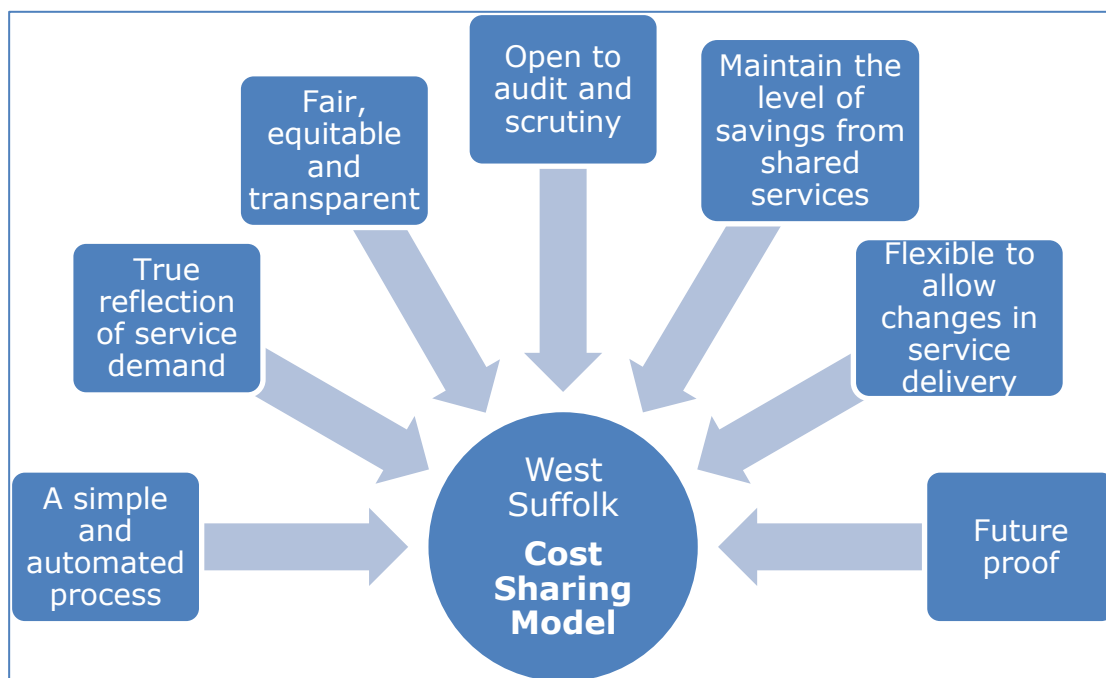 A simple
and
automated
process
True
reflection
of service
demand
Fair,
equitable
and
transparent
Open to
audit and
scrutiny
Maintain the
level of
savings from
shared
services
Flexible to
allow
changes in
service
delivery
Future
proof
West
Suffolk
Cost
Sharing
Model